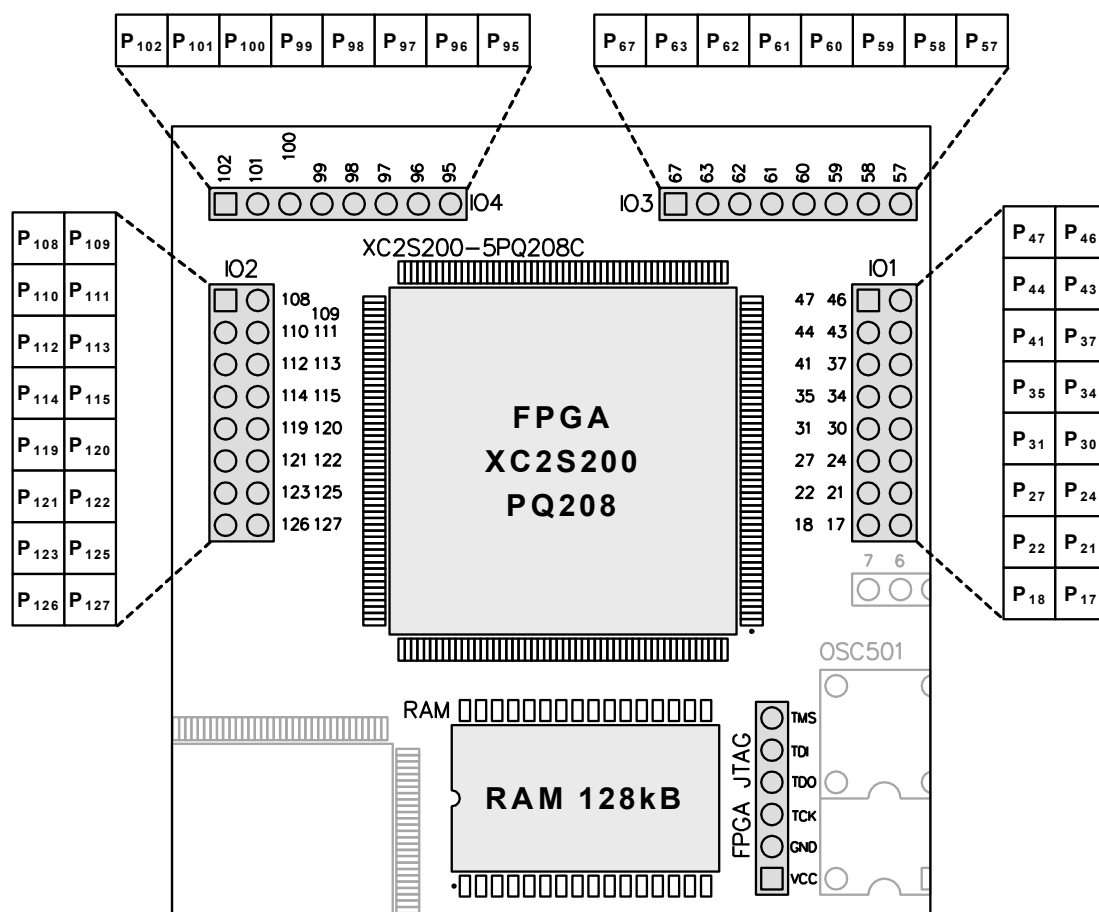 P102 P101 P100 P99 P98 P97 P96 P95
P67 P63 P62 P61 P60 P59 P58 P57
102 101 100 99 98 97 96 95
IO4
67 63 62 61 60 59 58 57
IO3
XC2S200-5PQ208C
P108 P109
P110 P111
P112 P113
P114 P115
P119 P120
P121 P122
P123 P125
P126 P127
IO2
108 109
110 111
112 113
114 115
119 120
121 122
123 125
126 127
FPGA
XC2S200
PQ208
IO1
47 46
44 43
41 37
35 34
31 30
27 24
22 21
18 17
P47 P46
P44 P43
P41 P37
P35 P34
P31 P30
P27 P24
P22 P21
P18 P17
7 6
OSC501
RAM
RAM 128kB
FPGA JTAG
TMS
TDI
TDO
TCK
GND
VCC